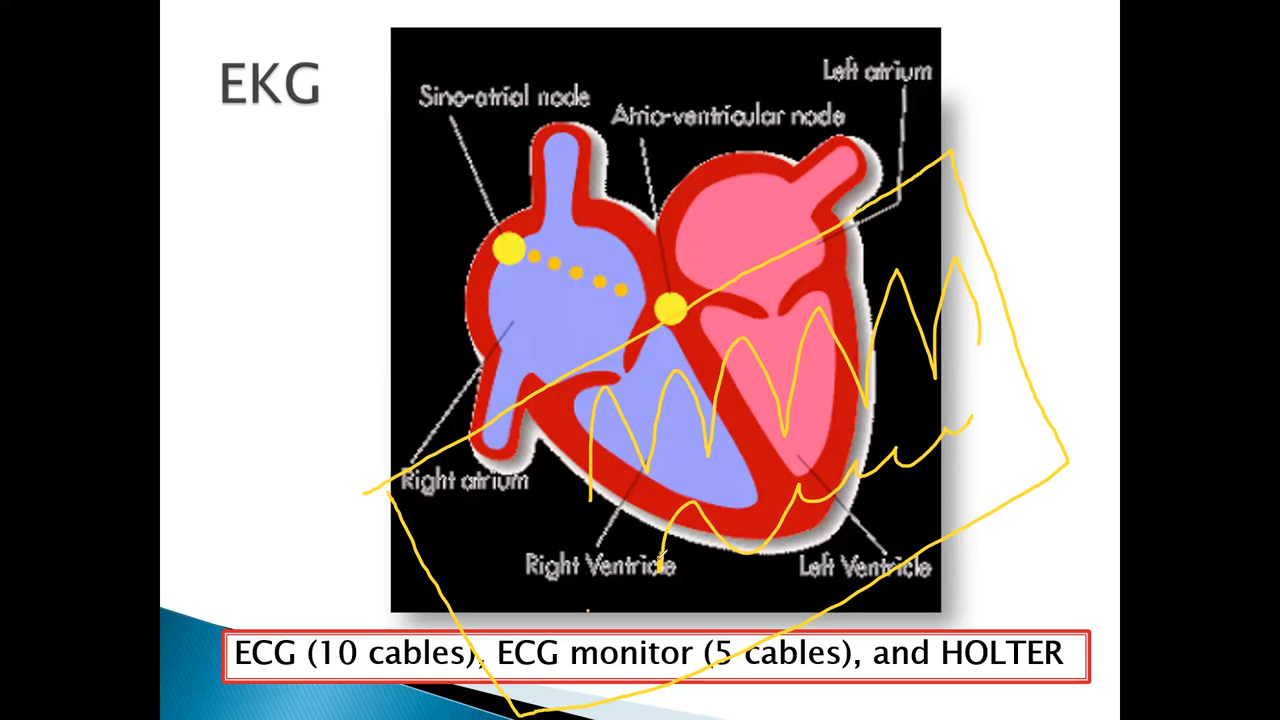 EKG
Left atrium
Sino-atrial node
Atrio-ventricular node
Right atrium
Right Ventricle
Left Ventricle
ECG (10 cables), ECG monitor (5 cables), and HOLTER